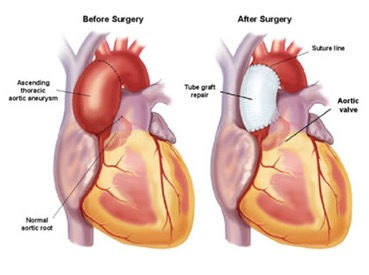 Before Surgery
After Surgery
Ascending
thoracic
aortic aneurysm
Normal
aortic root
Suture line
Tube graft
repair
Aortic
valve